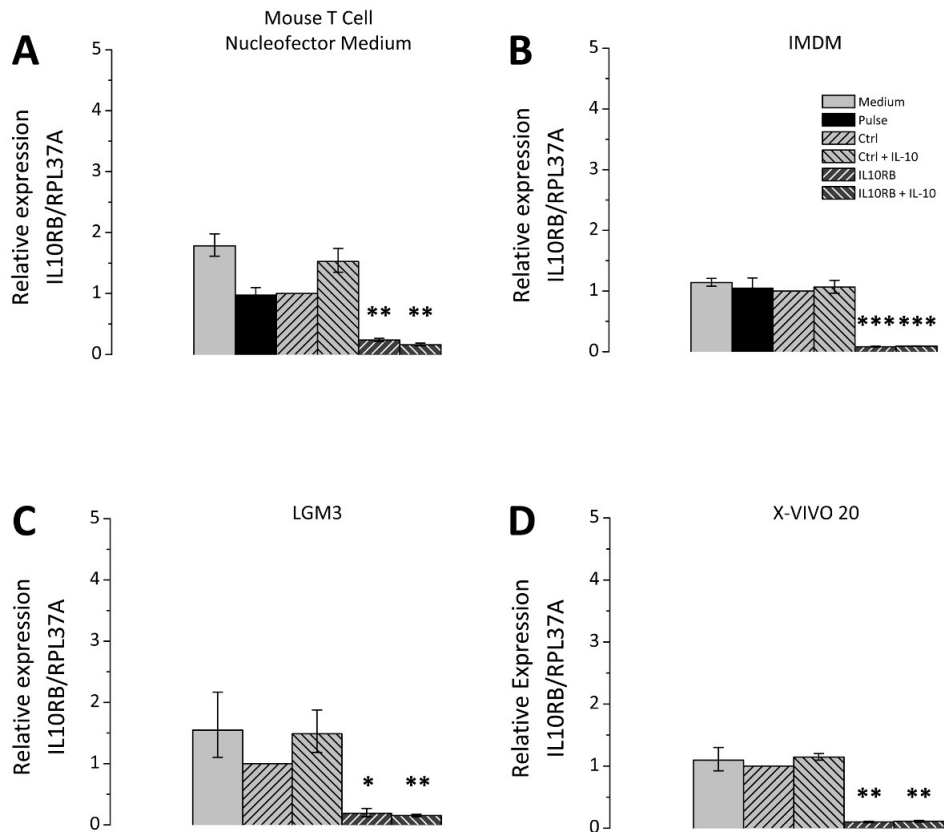 A
Mouse T Cell
Nucleofector Medium
Relative expression
IL10RB/RPL37A
5
4
3
2
1
0
** **
B
IMDM
Relative expression
IL10RB/RPL37A
5
4
3
2
1
0
Medium
Pulse
Ctrl
Ctrl + IL-10
IL10RB
IL10RB + IL-10
*** ***
C
LGM3
Relative expression
IL10RB/RPL37A
5
4
3
2
1
0
* **
D
X-VIVO 20
Relative Expression
IL10RB/RPL37A
5
4
3
2
1
0
** **